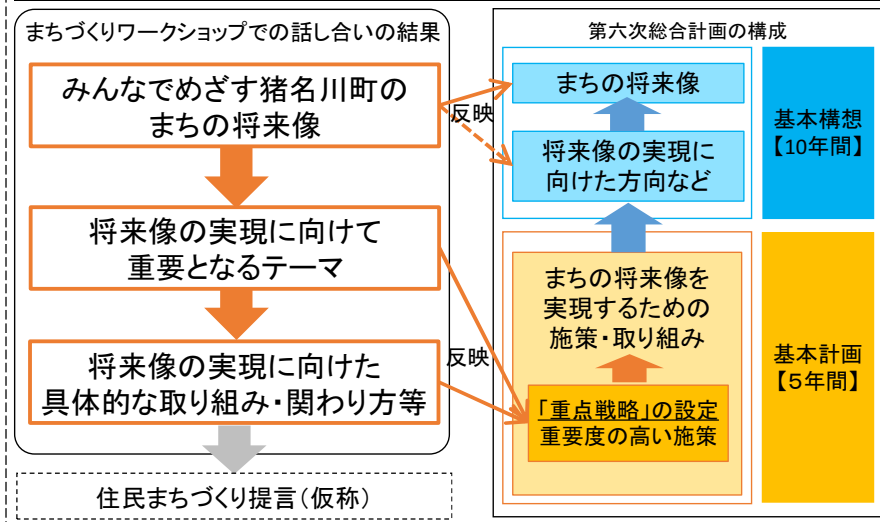 まちづくりワークショップでの話し合いの結果
みんなでめざす猪名川町の
まちの将来像
将来像の実現に向けて
重要となるテーマ
将来像の実現に向けた
具体的な取り組み・関わり方等
住民まちづくり提言（仮称）
反映
反映
第六次総合計画の構成
まちの将来像
将来像の実現に
向けた方向など
基本構想
【10年間】
まちの将来像を
実現するための
施策・取り組み
「重点戦略」の設定
重要度の高い施策
基本計画
【５年間】